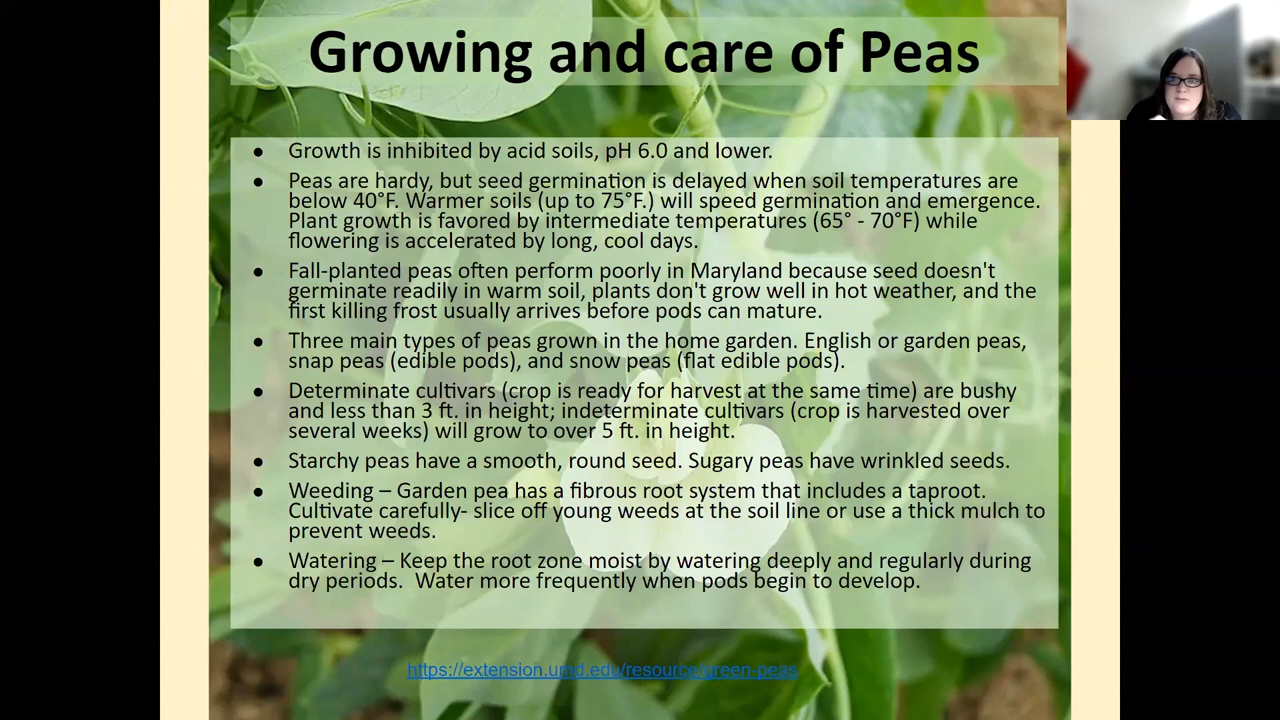 Growing and care of Peas
● Growth is inhibited by acid soils, pH 6.0 and lower.
● Peas are hardy, but seed germination is delayed when soil temperatures are
below 40°F. Warmer soils (up to 75°F.) will speed germination and emergence.
Plant growth is favored by intermediate temperatures (65° - 70°F) while
flowering is accelerated by long, cool days.
● Fall-planted peas often perform poorly in Maryland because seed doesn't
germinate readily in warm soil, plants don't grow well in hot weather, and the
first killing frost usually arrives before pods can mature.
● Three main types of peas grown in the home garden. English or garden peas,
snap peas (edible pods), and snow peas (flat edible pods).
● Determinate cultivars (crop is ready for harvest at the same time) are bushy
and less than 3 ft. in height; indeterminate cultivars (crop is harvested over
several weeks) will grow to over 5 ft. in height.
● Starchy peas have a smooth, round seed. Sugary peas have wrinkled seeds.
● Weeding – Garden pea has a fibrous root system that includes a taproot.
Cultivate carefully- slice off young weeds at the soil line or use a thick mulch to
prevent weeds.
● Watering – Keep the root zone moist by watering deeply and regularly during
dry periods.  Water more frequently when pods begin to develop.
https://extension.umd.edu/resource/green-peas